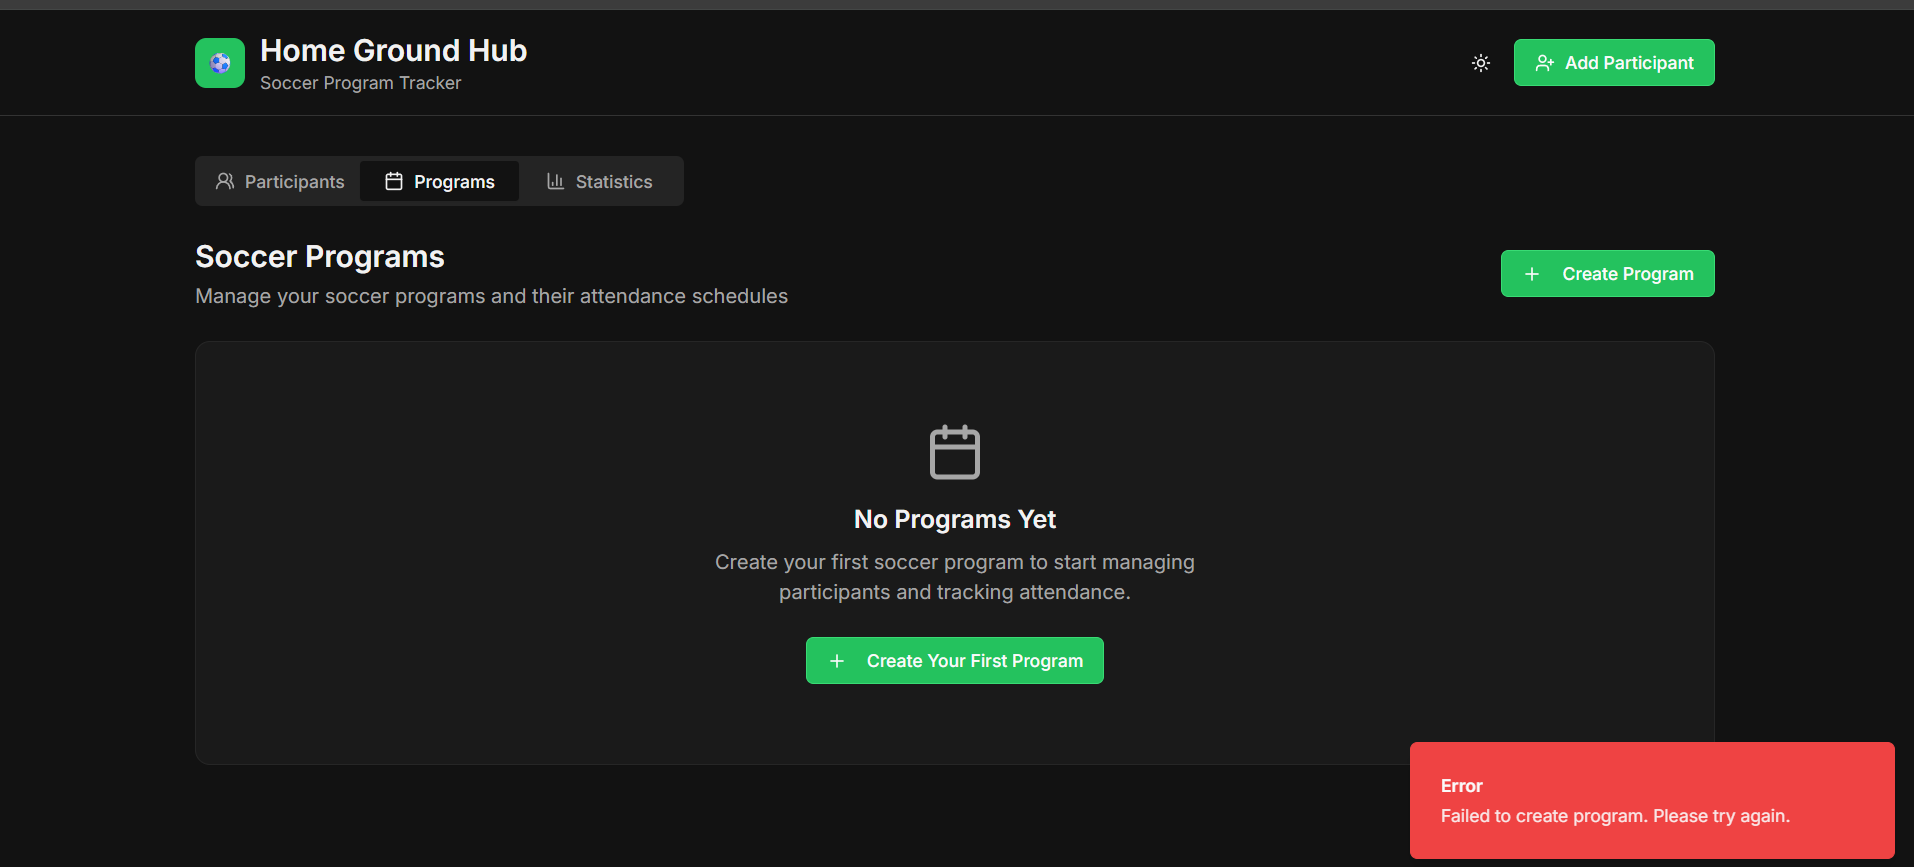 Home Ground Hub
Soccer Program Tracker
Add Participant
Participants
Programs
Statistics
Soccer Programs
Manage your soccer programs and their attendance schedules
Create Program
No Programs Yet
Create your first soccer program to start managing
participants and tracking attendance.
Create Your First Program
Error
Failed to create program. Please try again.